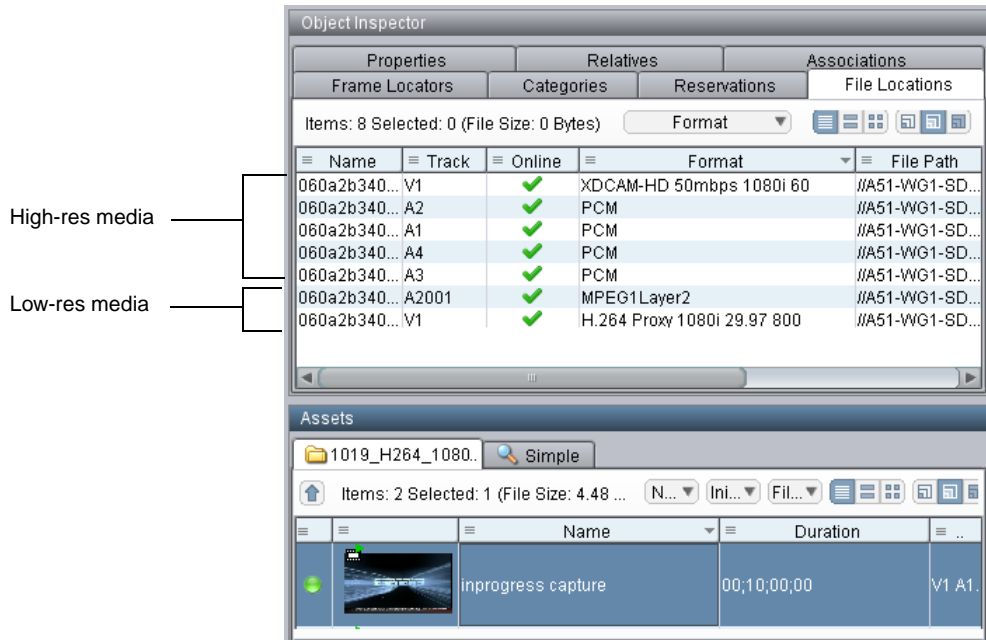 Object Inspector
Properties Relatives Associations
Frame Locators Categories Reservations File Locations
Items: 8 Selected: 0 (File Size: 0 Bytes) Format
Name Track Online Format File Path
High-res media
060a2b340... V1 XDCAM-HD 50mbps 1080i 60 //A51-WG1-SD...
060a2b340... A2 PCM //A51-WG1-SD...
060a2b340... A1 PCM //A51-WG1-SD...
060a2b340... A4 PCM //A51-WG1-SD...
060a2b340... A3 PCM //A51-WG1-SD...
Low-res media
060a2b340... A2001 MPEG1Layer2 //A51-WG1-SD...
060a2b340... V1 H.264 Proxy 1080i 29.97 800 //A51-WG1-SD...
Assets
1019_H264_1080.. Simple
Items: 2 Selected: 1 (File Size: 4.48 ... N... Ini... Fil...
Name Duration ..
inprogress capture 00;10;00;00 V1 A1.